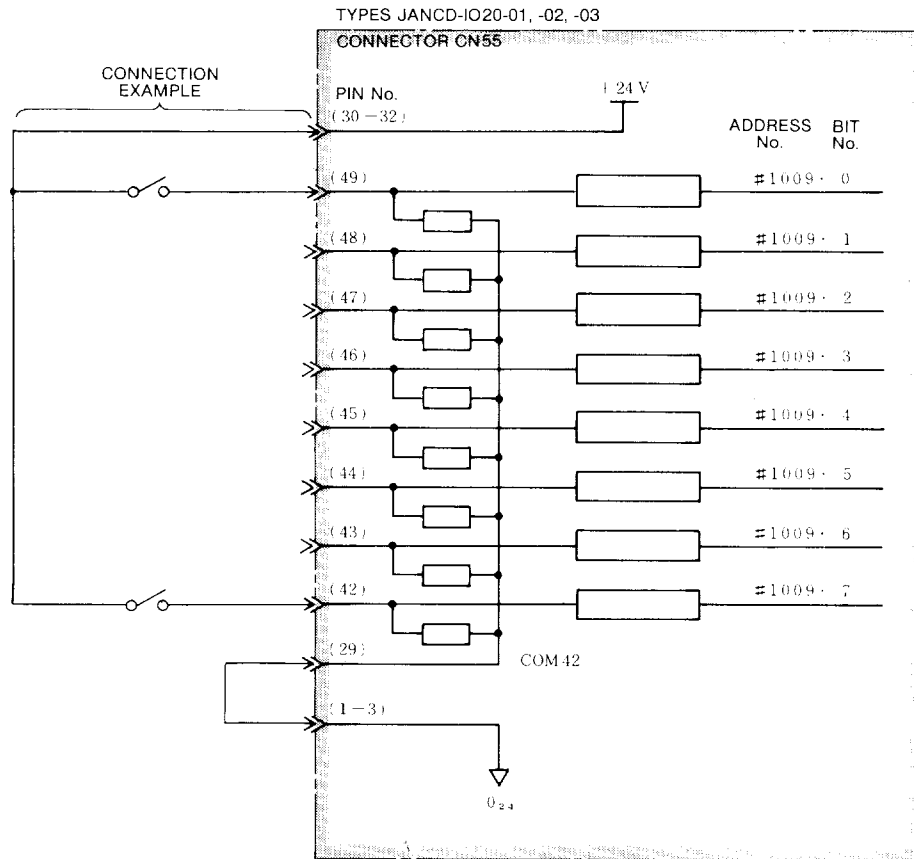 TYPES JANCD-IO20-01, -02, -03
CONNECTOR CN55
CONNECTION
EXAMPLE
PIN No.
+24 V
(30-32)
ADDRESS BIT
No. No.
(49) #1009· 0
(48) #1009· 1
(47) #1009· 2
(46) #1009· 3
(45) #1009· 4
(44) #1009· 5
(43) #1009· 6
(42) #1009· 7
(29)
COM 42
(1-3)
0₂₄